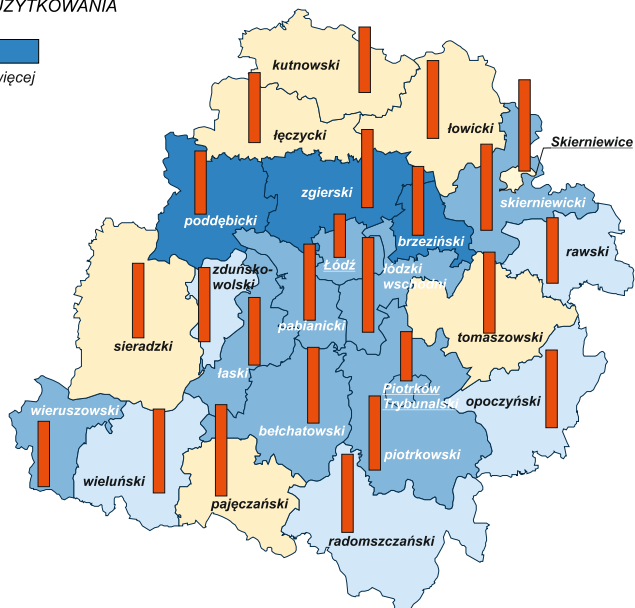 UŻYTKOWANIA
więcej
kutnowski
łęczycki
łowicki
Skierniewice
zgierski
poddębicki
skierniewicki
brzeziński
rawski
Łódź
łódzki
wschodni
zduńsko-
wolski
pabianicki
tomaszowski
sieradzki
łaski
Piotrków
Trybunalski
opoczyński
wieruszowski
bełchatowski
piotrkowski
wieluński
pajęczański
radomszczański